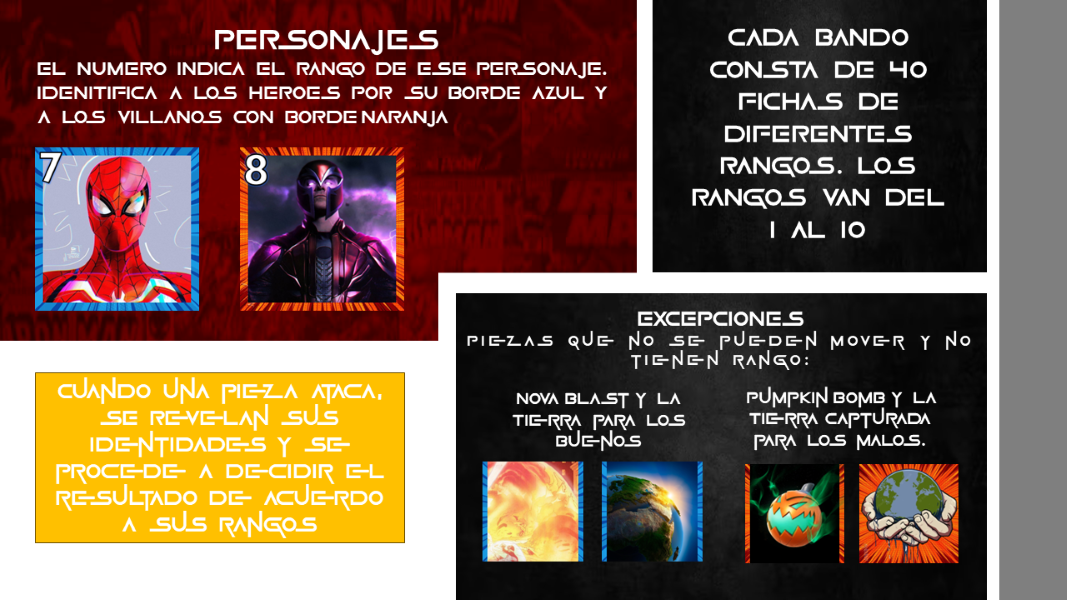 PERSONAJES
EL NUMERO INDICA EL RANGO DE ESE PERSONAJE.
IDENITIFICA A LOS HEROES POR SU BORDE AZUL Y
A LOS VILLANOS CON BORDE NARANJA
7
8
CADA BANDO
CONSTA DE 40
FICHAS DE
DIFERENTES
RANGOS. LOS
RANGOS VAN DEL
1 AL 10
CUANDO UNA PIEZA ATACA,
SE REVELAN SUS
IDENTIDADES Y SE
PROCEDE A DECIDIR EL
RESULTADO DE ACUERDO
A SUS RANGOS
EXCEPCIONES
PIEZAS QUE NO SE PUEDEN MOVER Y NO
TIENEN RANGO:
NOVA BLAST Y LA
TIERRA PARA LOS
BUENOS
PUMPKIN BOMB Y LA
TIERRA CAPTURADA
PARA LOS MALOS.